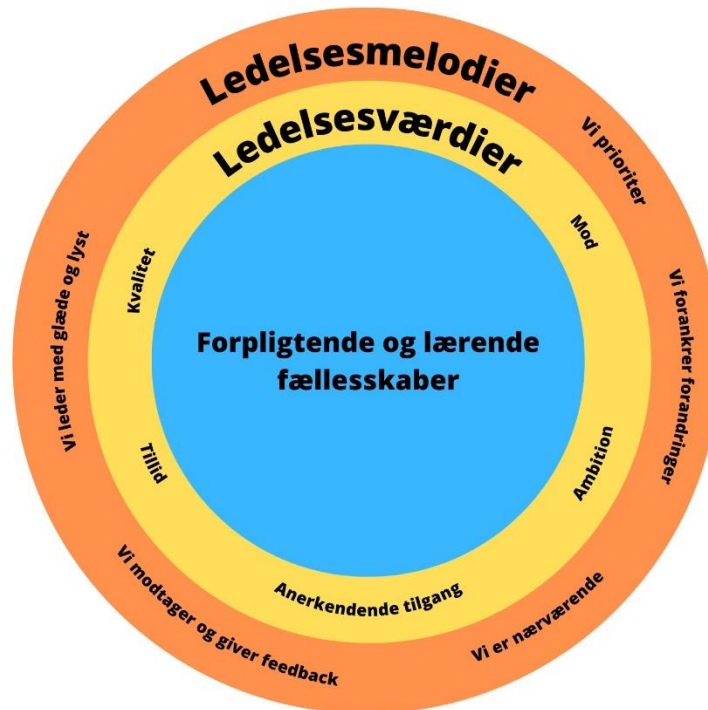 Ledelsesmelodier
Vi prioriter
Vi forankrer forandringer
Vi er nærværende
Vi modtager og giver feedback
Vi leder med glæde og lyst
Ledelsesværdier
Mod
Ambition
Anerkendende tilgang
Tillid
Kvalitet
Forpligtende og lærende
fællesskaber